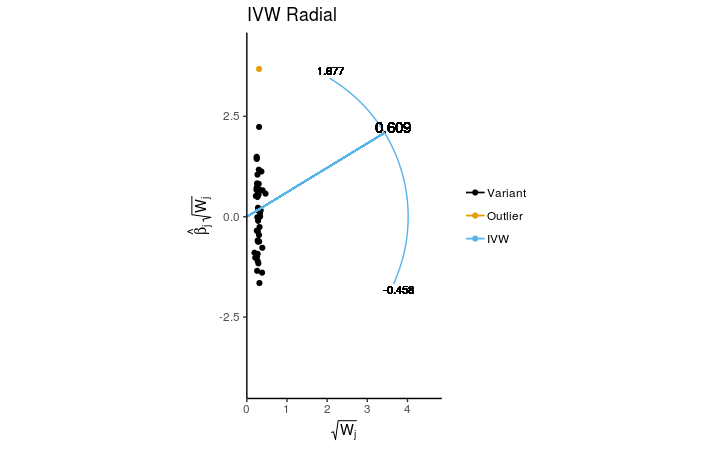 IVW Radial
1.677
2.5
0.609
Variant
0.0
Outlier
IVW
β̂j√Wj
-0.458
-2.5
0 1 2 3 4
√Wj